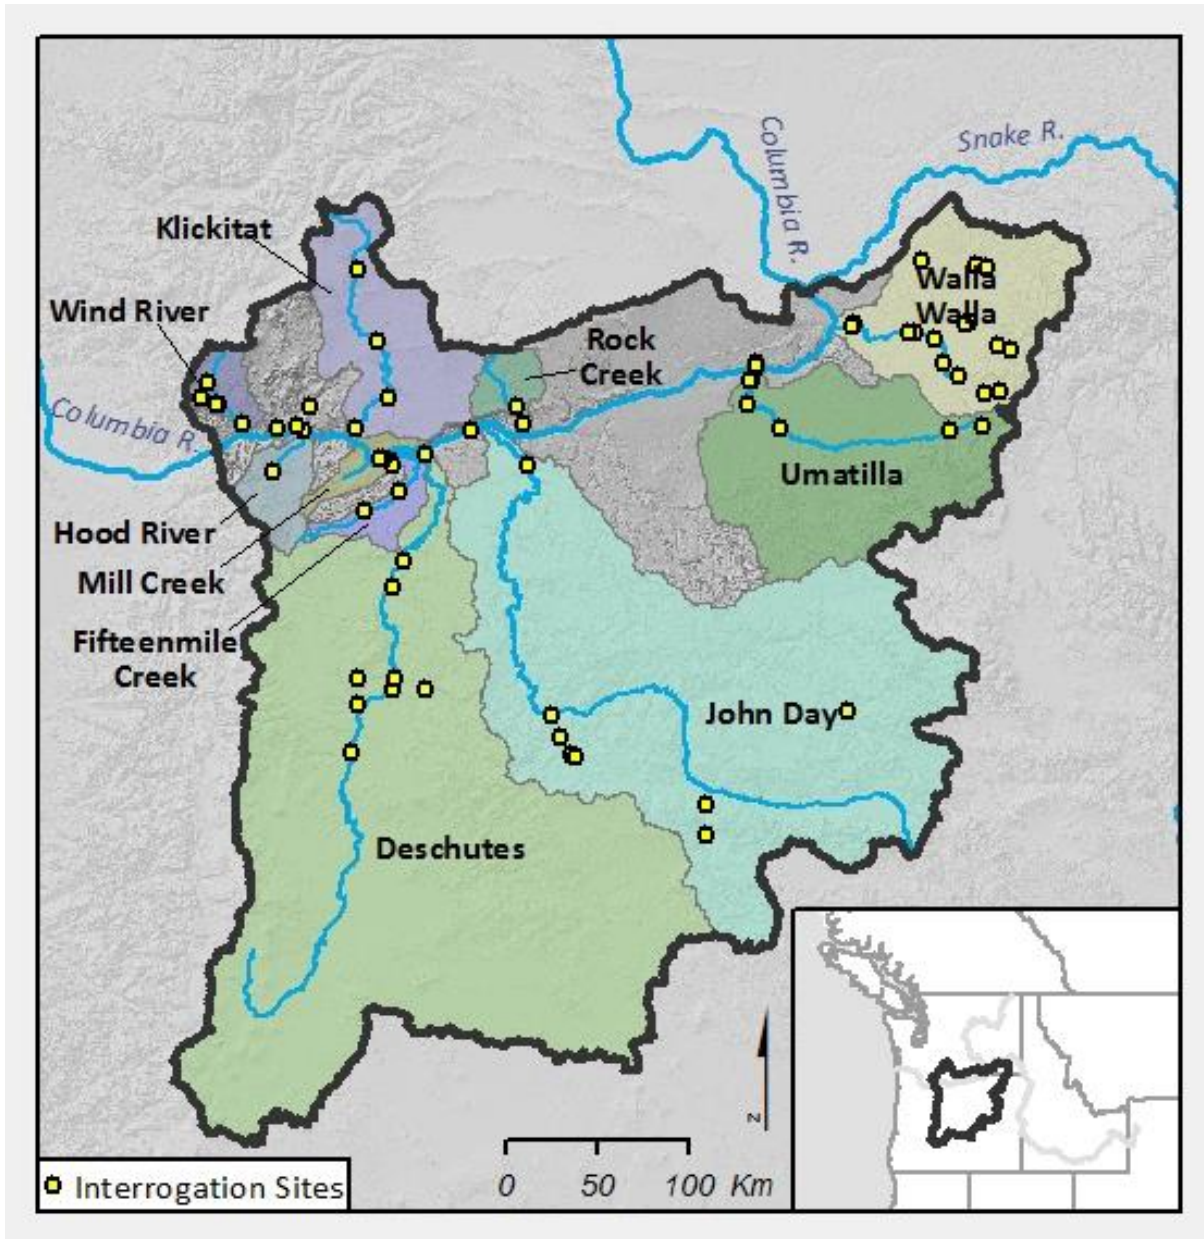 Columbia R.
Snake R.
Klickitat
Wind River
Walla
Walla
Rock
Creek
Columbia R.
Umatilla
Hood River
Mill Creek
Fifteenmile
Creek
John Day
Deschutes
z
0 50 100 Km
Interrogation Sites